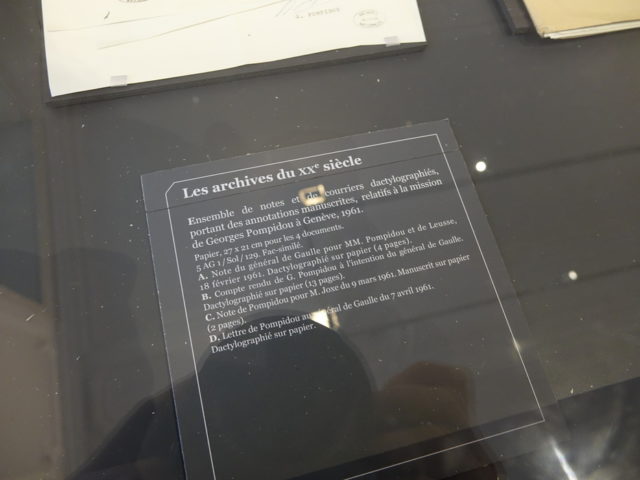 G. POMPIDOU
Les archives du XXe siècle
Ensemble de notes et de courriers dactylographiés,
portant des annotations manuscrites, relatifs à la mission
de Georges Pompidou à Genève, 1961.
Papier, 27 x 21 cm pour les 4 documents.
5 AG 1/Sol/129. Fac-similé.
A. Note du général de Gaulle pour MM. Pompidou et de Leusse,
18 février 1961. Dactylographié sur papier (4 pages).
B. Compte rendu de G. Pompidou à l'intention du général de Gaulle.
Dactylographié sur papier (13 pages).
C. Note de Pompidou pour M. Joxe du 9 mars 1961. Manuscrit sur papier
(2 pages).
D. Lettre de Pompidou au général de Gaulle du 7 avril 1961.
Dactylographié sur papier.